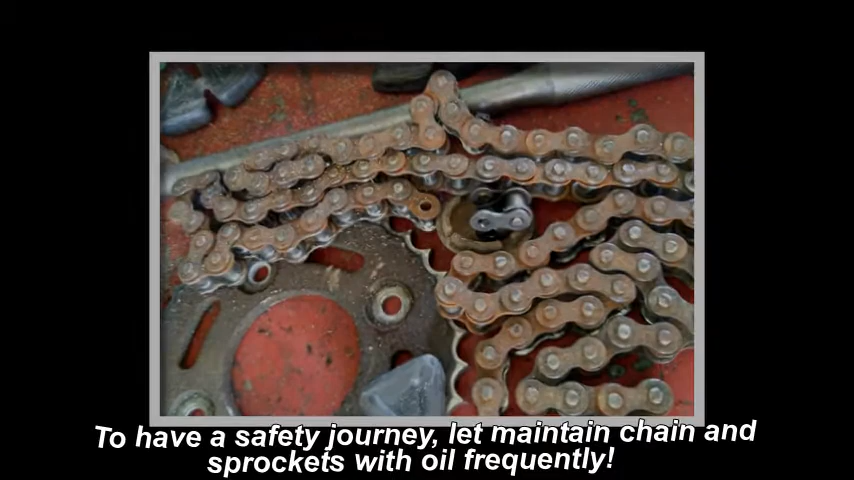 To have a safety journey, let maintain chain and
sprockets with oil frequently!